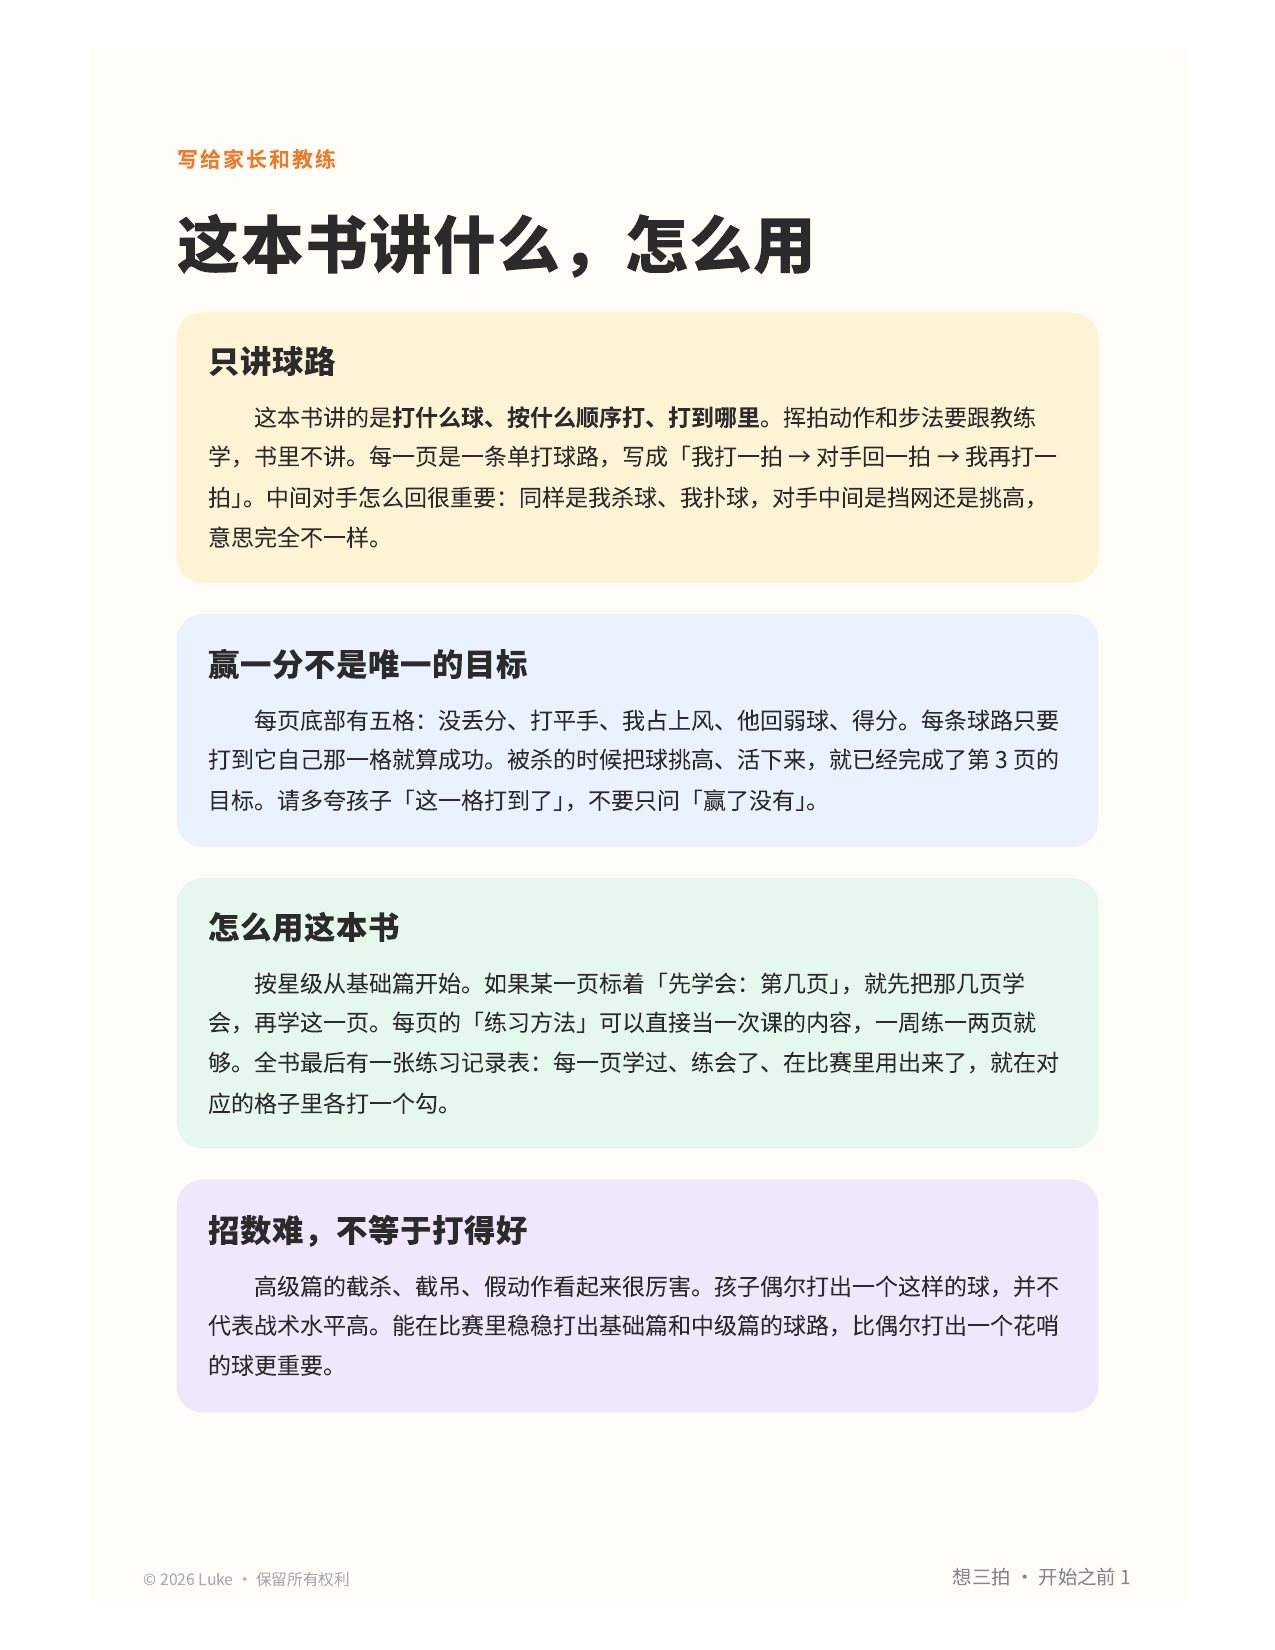 写给家长和教练
这本书讲什么，怎么用
只讲球路
这本书讲的是打什么球、按什么顺序打、打到哪里。挥拍动作和步法要跟教练
学，书里不讲。每一页是一条单打球路，写成「我打一拍 → 对手回一拍 → 我再打一
拍」。中间对手怎么回很重要：同样是我杀球、我扑球，对手中间是挡网还是挑高，
意思完全不一样。
赢一分不是唯一的目标
每页底部有五格：没丢分、打平手、我占上风、他回弱球、得分。每条球路只要
打到它自己那一格就算成功。被杀的时候把球挑高、活下来，就已经完成了第 3 页的
目标。请多夸孩子「这一格打到了」，不要只问「赢了没有」。
怎么用这本书
按星级从基础篇开始。如果某一页标着「先学会：第几页」，就先把那几页学
会，再学这一页。每页的「练习方法」可以直接当一次课的内容，一周练一两页就
够。全书最后有一张练习记录表：每一页学过、练会了、在比赛里用出来了，就在对
应的格子里各打一个勾。
招数难，不等于打得好
高级篇的截杀、截吊、假动作看起来很厉害。孩子偶尔打出一个这样的球，并不
代表战术水平高。能在比赛里稳稳打出基础篇和中级篇的球路，比偶尔打出一个花哨
的球更重要。
© 2026 Luke · 保留所有权利
想三拍 · 开始之前 1